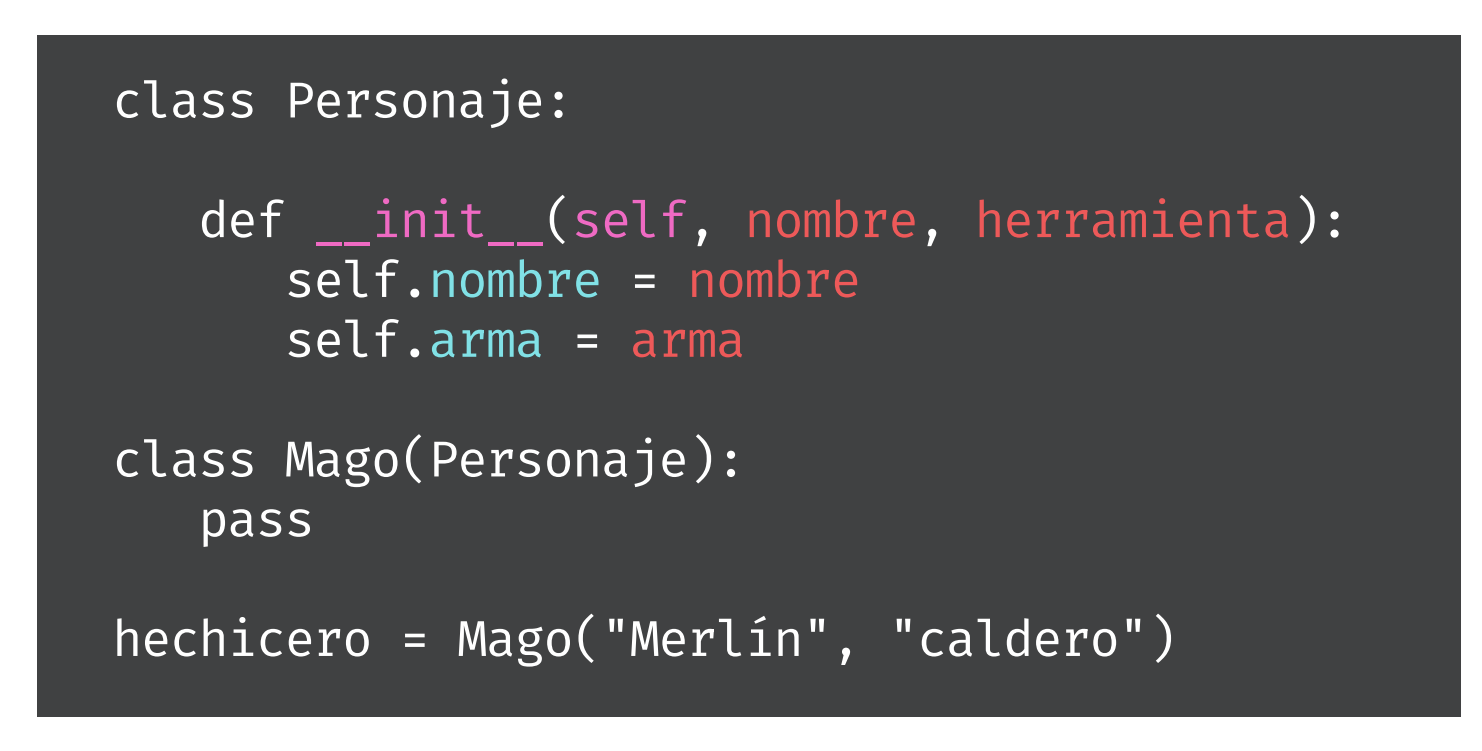 class Personaje:
def __init__(self, nombre, herramienta):
self.nombre = nombre
self.arma = arma
class Mago(Personaje):
pass
hechicero = Mago("Merlín", "caldero")